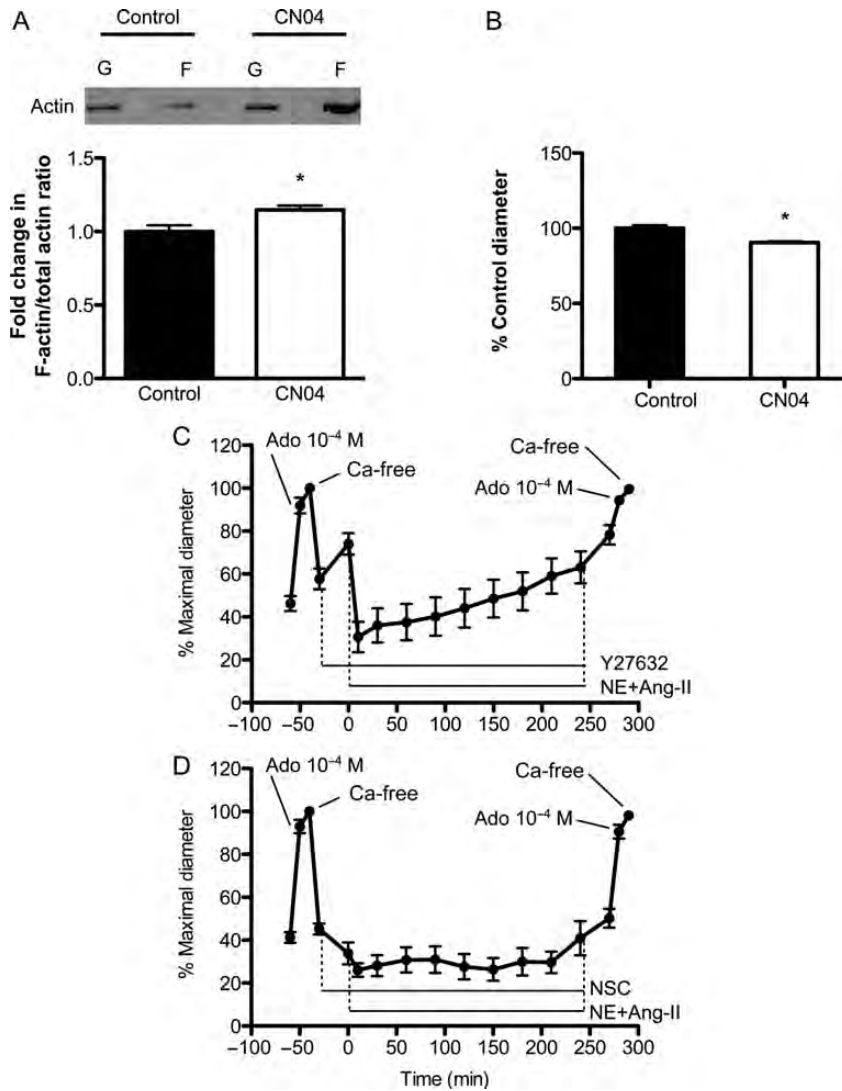 A
Control CN04
G F G F
Actin
Fold change in
F-actin/total actin ratio
1.5
1.0
0.5
0.0
Control CN04
*
B
% Control diameter
150
100
50
0
Control CN04
*
C
% Maximal diameter
120
100
80
60
40
20
0
Ado 10⁻⁴ M
Ca-free
Ca-free
Ado 10⁻⁴ M
Y27632
NE+Ang-II
−100 −50 0 50 100 150 200 250 300
D
% Maximal diameter
120
100
80
60
40
20
0
Ado 10⁻⁴ M
Ca-free
Ca-free
Ado 10⁻⁴ M
NSC
NE+Ang-II
−100 −50 0 50 100 150 200 250 300
Time (min)